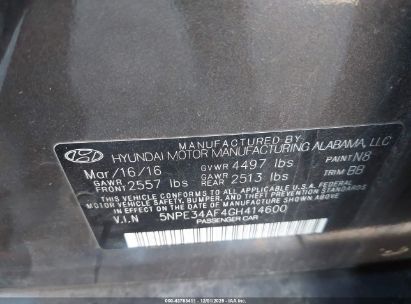 MANUFACTURED BY
HYUNDAI MOTOR MANUFACTURING ALABAMA, LLC
Mar/16/16 GVWR 4497 lbs PAINT N8
GAWR FRONT 2557 lbs GAWR REAR 2513 lbs TRIM BB
THIS VEHICLE CONFORMS TO ALL APPLICABLE U.S.A. FEDERAL
MOTOR VEHICLE SAFETY, BUMPER, AND THEFT PREVENTION
STANDARDS IN EFFECT ON THE DATE OF MANUFACTURE SHOWN ABOVE.
V.I.N 5NPE34AF4GH414600
PASSENGER CAR